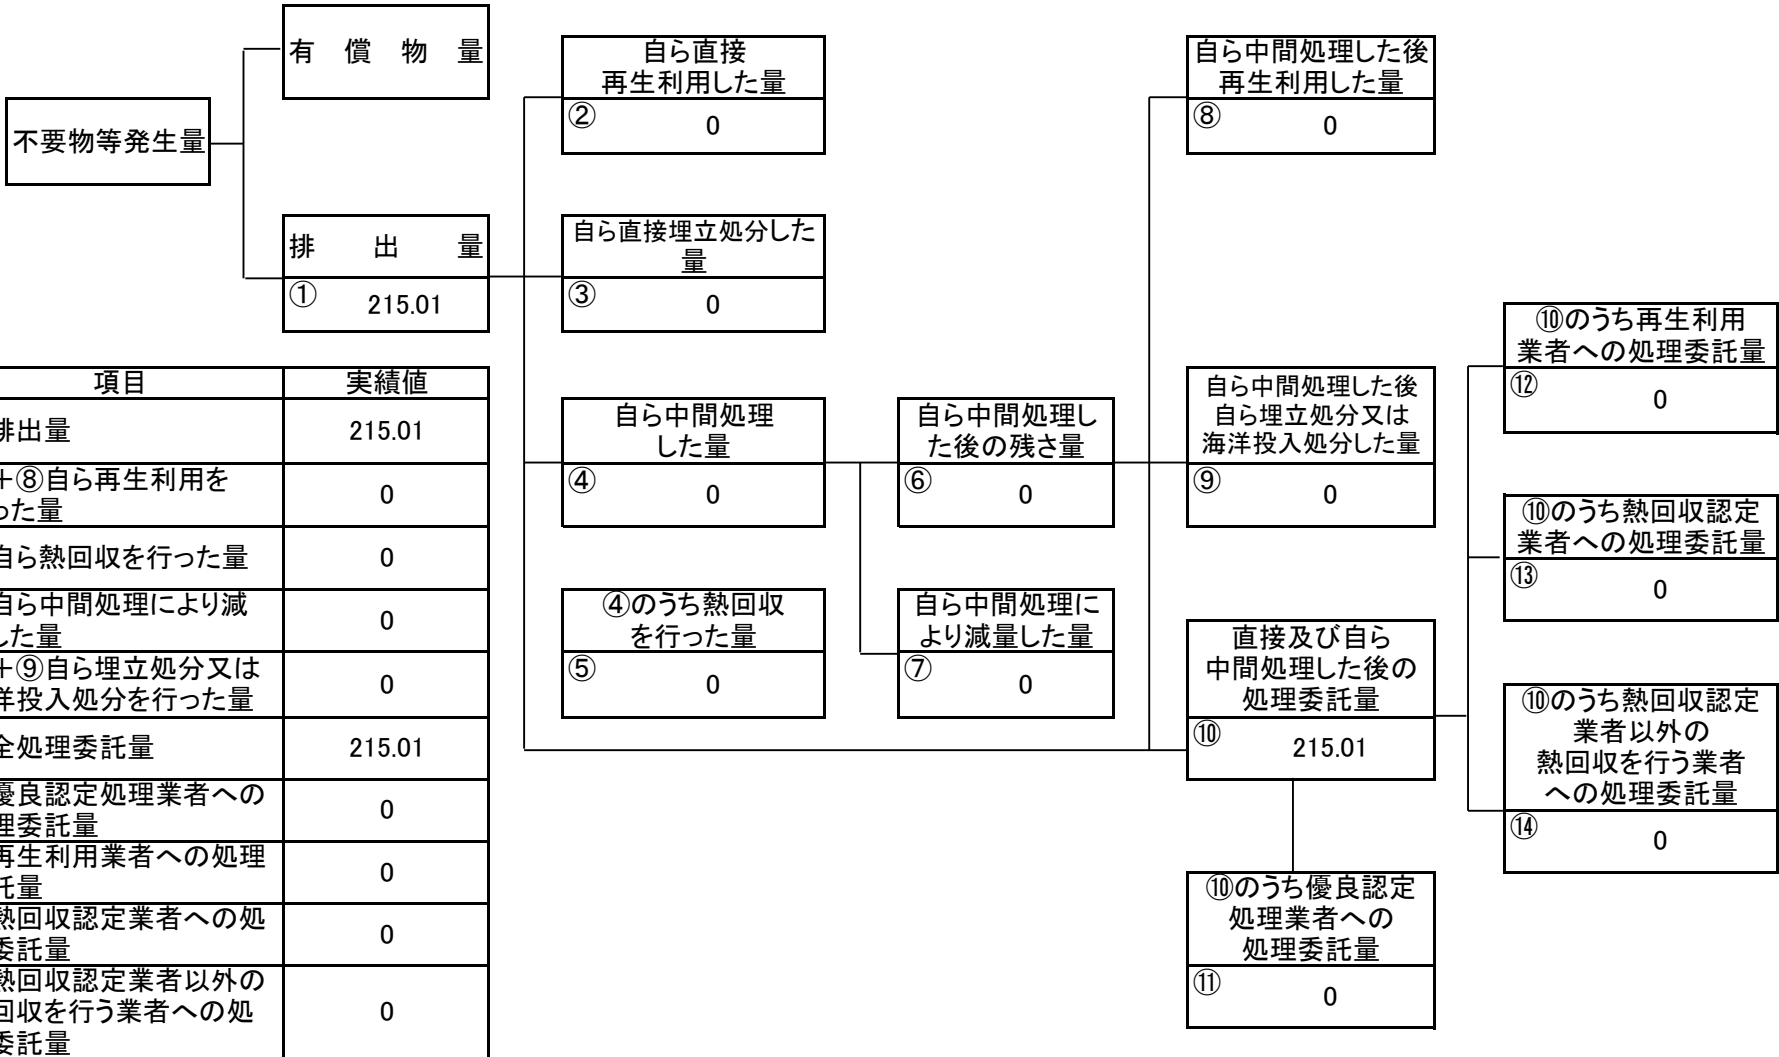 有償物量
不要物等発生量
排出量
① 215.01
自ら直接
再生利用した量
② 0
自ら直接埋立処分した
量
③ 0
自ら中間処理
した量
④ 0
④のうち熱回収
を行った量
⑤ 0
自ら中間処理し
た後の残さ量
⑥ 0
自ら中間処理に
より減量した量
⑦ 0
自ら中間処理した後
再生利用した量
⑧ 0
自ら中間処理した後
自ら埋立処分又は
海洋投入処分した量
⑨ 0
直接及び自ら
中間処理した後の
処理委託量
⑩ 215.01
⑩のうち優良認定
処理業者への
処理委託量
⑪ 0
⑩のうち再生利用
業者への処理委託量
⑫ 0
⑩のうち熱回収認定
業者への処理委託量
⑬ 0
⑩のうち熱回収認定
業者以外の
熱回収を行う業者
への処理委託量
⑭ 0
項目 実績値
排出量 215.01
+⑧自ら再生利用を
った量 0
自ら熱回収を行った量 0
自ら中間処理により減
した量 0
+⑨自ら埋立処分又は
洋投入処分を行った量 0
全処理委託量 215.01
優良認定処理業者への
理委託量 0
再生利用業者への処理
託量 0
熱回収認定業者への処
委託量 0
熱回収認定業者以外の
回収を行う業者への処
委託量 0